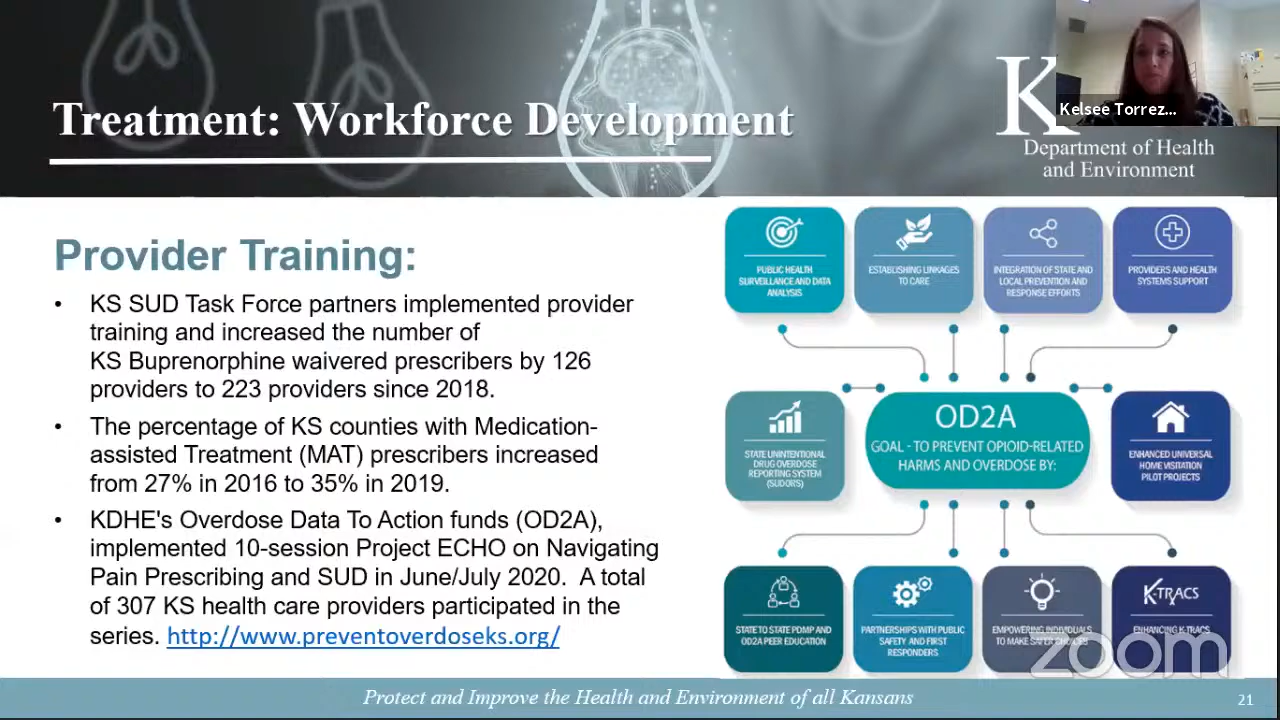 Treatment: Workforce Development
K
Kelsee Torrez...
Department of Health
and Environment
Provider Training:
• KS SUD Task Force partners implemented provider
training and increased the number of
KS Buprenorphine waivered prescribers by 126
providers to 223 providers since 2018.
• The percentage of KS counties with Medication-
assisted Treatment (MAT) prescribers increased
from 27% in 2016 to 35% in 2019.
• KDHE's Overdose Data To Action funds (OD2A),
implemented 10-session Project ECHO on Navigating
Pain Prescribing and SUD in June/July 2020.  A total
of 307 KS health care providers participated in the
series. http://www.preventoverdoseks.org/
PUBLIC HEALTH
SURVEILLANCE AND DATA
ANALYSIS
ESTABLISHING LINKAGES
TO CARE
INTEGRATION OF STATE AND
LOCAL PREVENTION AND
RESPONSE EFFORTS
PROVIDERS AND HEALTH
SYSTEMS SUPPORT
STATE UNINTENTIONAL
DRUG OVERDOSE
REPORTING SYSTEM
(SUDORS)
OD2A
GOAL - TO PREVENT OPIOID-RELATED
HARMS AND OVERDOSE BY:
ENHANCED UNIVERSAL
HOME VISITATION
PILOT PROJECTS
STATE TO STATE PDMP AND
OD2A PEER EDUCATION
PARTNERSHIPS WITH PUBLIC
SAFETY AND FIRST
RESPONDERS
EMPOWERING INDIVIDUALS
TO MAKE SAFER CHOICES
K-TRACS
ENHANCING K-TRACS
zoom
Protect and Improve the Health and Environment of all Kansans
21